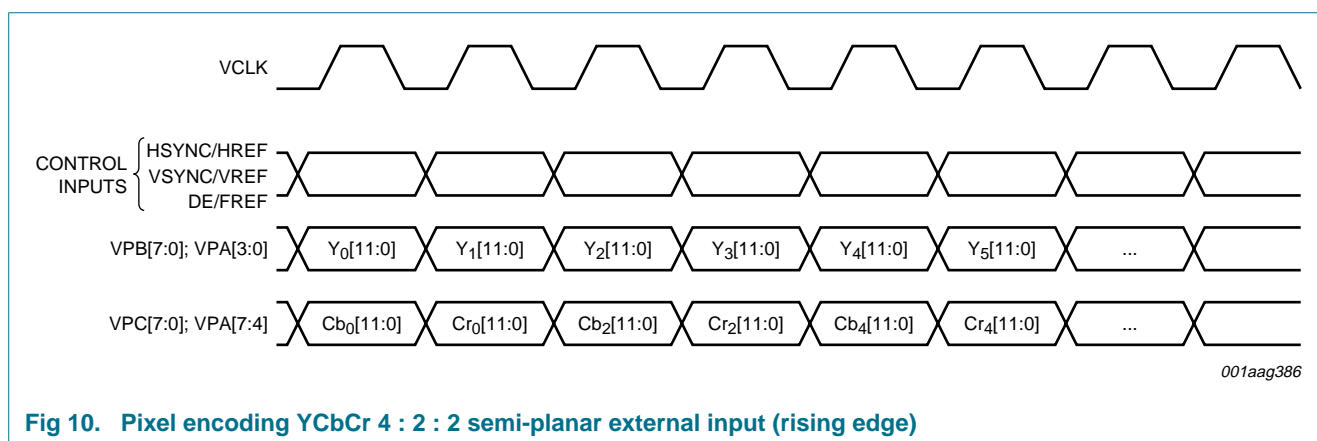 VCLK
CONTROL INPUTS
HSYNC/HREF
VSYNC/VREF
DE/FREF
VPB[7:0]; VPA[3:0] Y0[11:0] Y1[11:0] Y2[11:0] Y3[11:0] Y4[11:0] Y5[11:0] ...
VPC[7:0]; VPA[7:4] Cb0[11:0] Cr0[11:0] Cb2[11:0] Cr2[11:0] Cb4[11:0] Cr4[11:0] ...
001aag386
Fig 10. Pixel encoding YCbCr 4 : 2 : 2 semi-planar external input (rising edge)